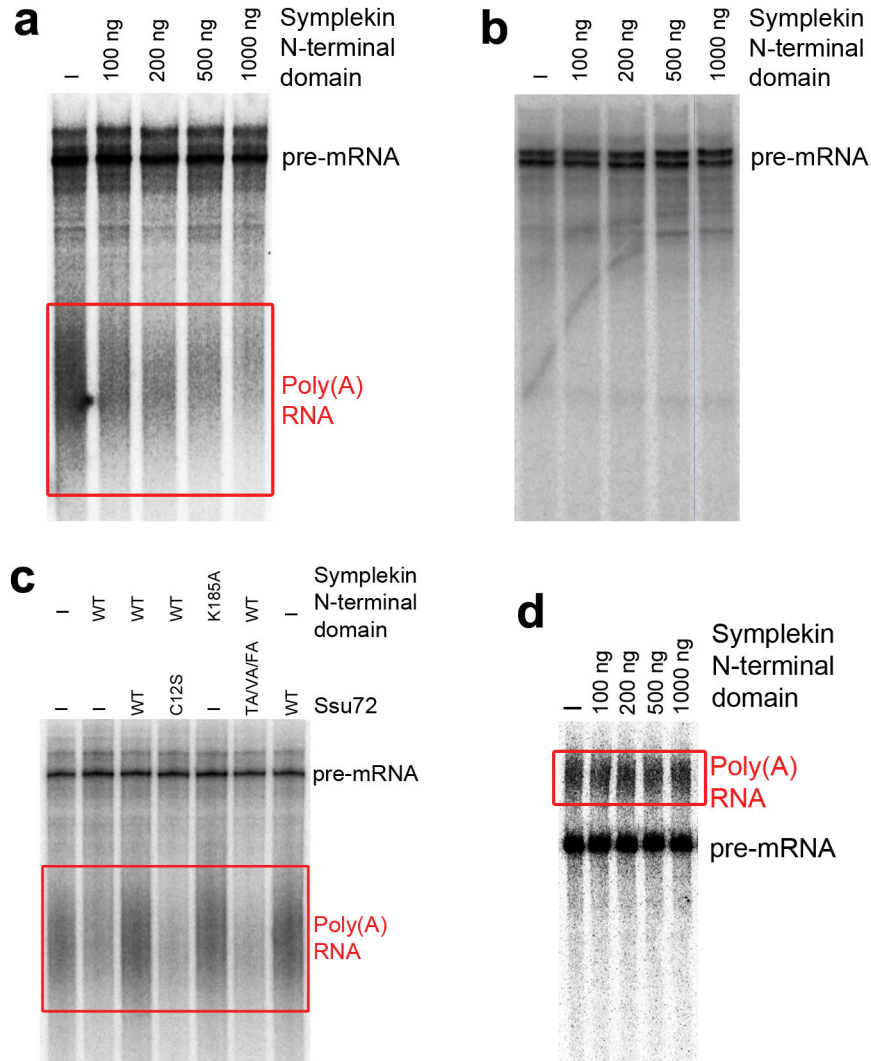 a
–
100 ng
200 ng
500 ng
1000 ng
Symplekin
N-terminal
domain
pre-mRNA
Poly(A)
RNA
b
–
100 ng
200 ng
500 ng
1000 ng
Symplekin
N-terminal
domain
pre-mRNA
c
–
WT
WT
WT
K185A
WT
–
Symplekin
N-terminal
domain
–
–
WT
C12S
–
TA/VA/FA
WT
Ssu72
pre-mRNA
Poly(A)
RNA
d
–
100 ng
200 ng
500 ng
1000 ng
Symplekin
N-terminal
domain
Poly(A)
RNA
pre-mRNA